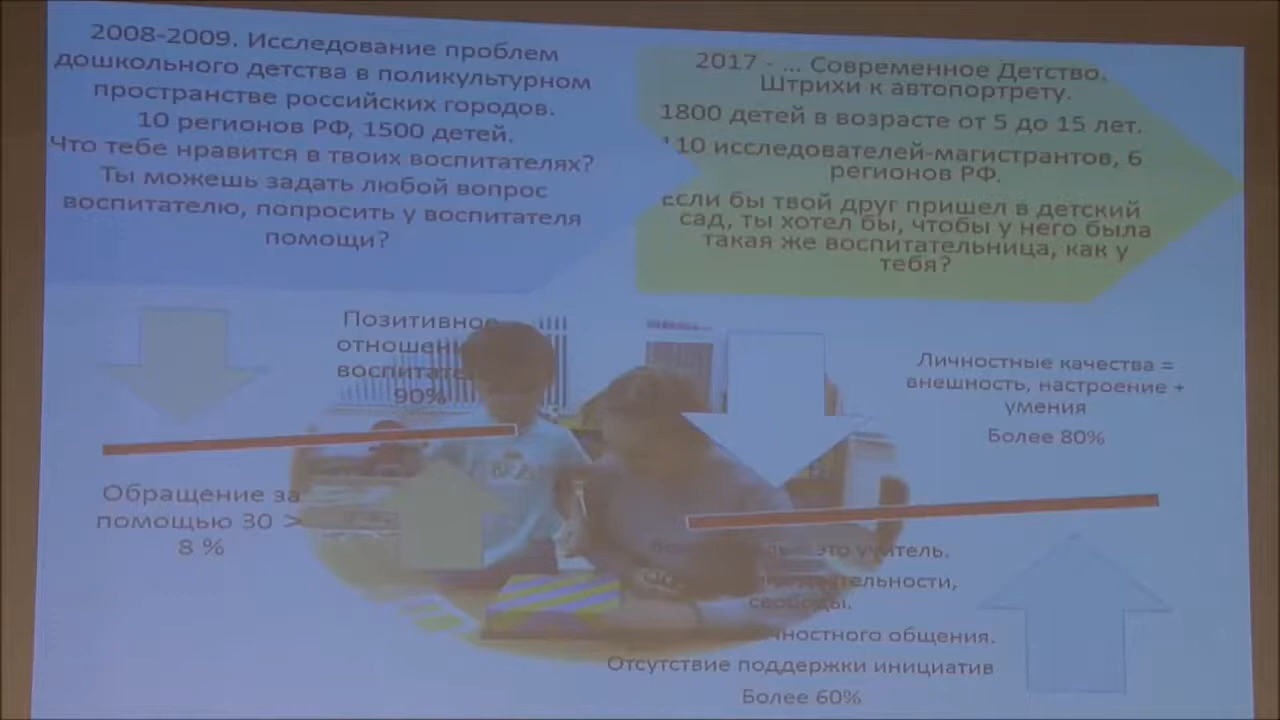 2008-2009. Исследование проблем
дошкольного детства в поликультурном
пространстве российских городов.
10 регионов РФ, 1500 детей.
Что тебе нравится в твоих воспитателях?
Ты можешь задать любой вопрос
воспитателю, попросить у воспитателя
помощи?
2017 - ... Современное Детство.
Штрихи к автопортрету.
1800 детей в возрасте от 5 до 15 лет.
110 исследователей-магистрантов, 6
регионов РФ.
Если бы твой друг пришел в детский
сад, ты хотел бы, чтобы у него была
такая же воспитательница, как у
тебя?
Позитивное
90%
Обращение за
помощью 30 >
8 %
Личностные качества =
внешность, настроение +
умения
Более 80%
это учитель.
свободы.
общения.
Отсутствие поддержки инициатив
Более 60%